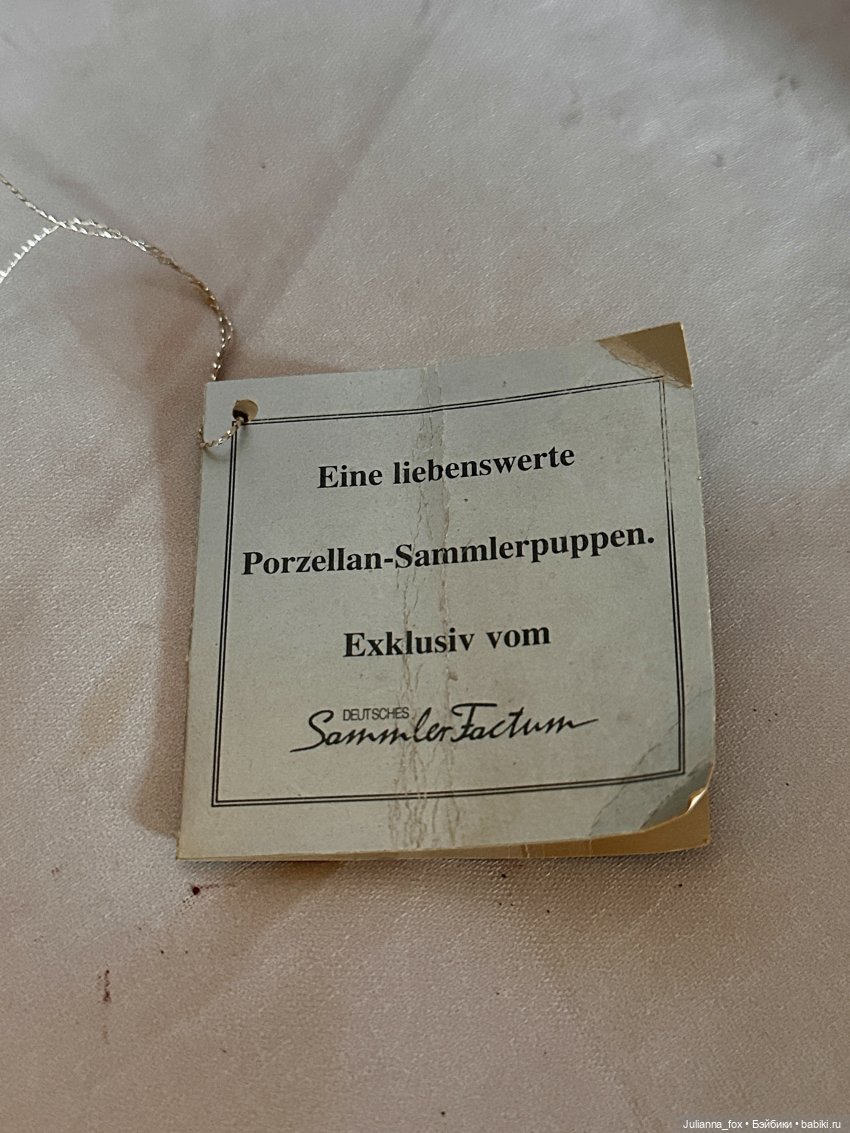 Eine liebenswerte
Porzellan-Sammlerpuppen.
Exklusiv vom
DEUTSCHES
SammlerFactum
Julianna_fox • Бэйбики • babiki.ru